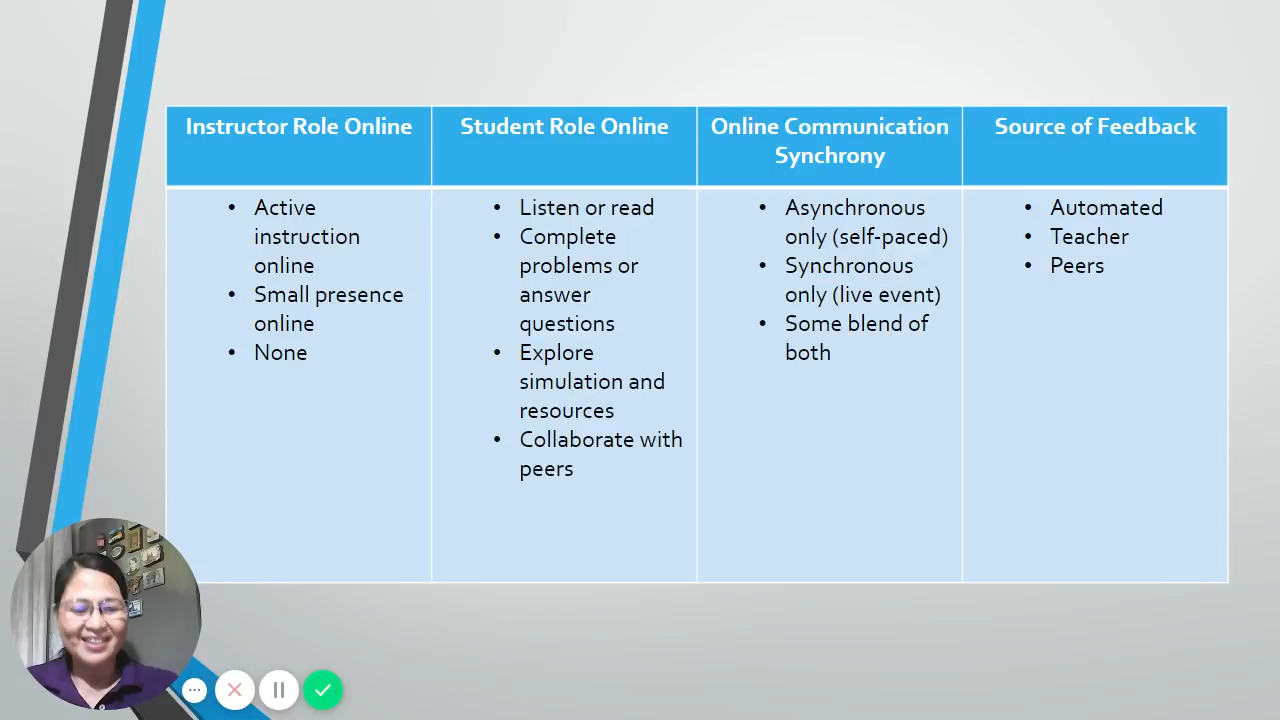 Instructor Role Online
Student Role Online
Online Communication
Synchrony
Source of Feedback
• Active
instruction
online
• Small presence
online
• None
• Listen or read
• Complete
problems or
answer
questions
• Explore
simulation and
resources
• Collaborate with
peers
• Asynchronous
only (self-paced)
• Synchronous
only (live event)
• Some blend of
both
• Automated
• Teacher
• Peers